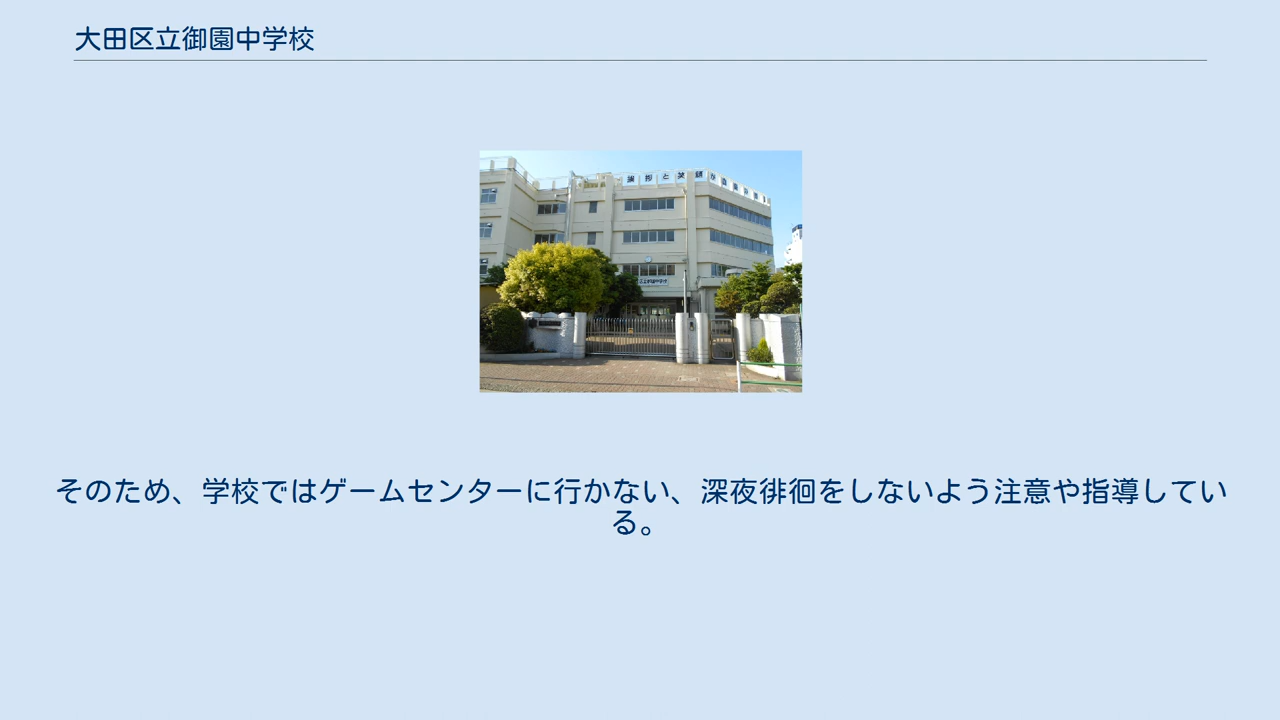 大田区立御園中学校
そのため、学校ではゲームセンターに行かない、深夜徘徊をしないよう注意や指導してい
る。